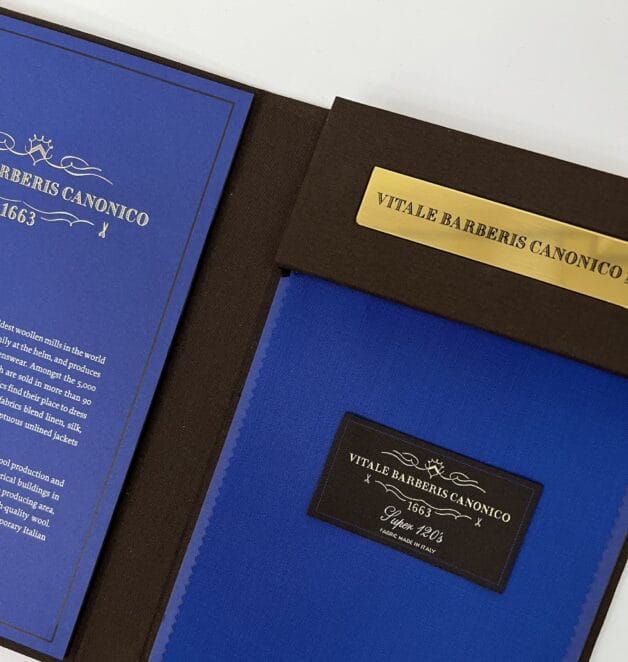 RBERIS CANONICO
1663
dest woollen mills in the world
ily at the helm, and produces
enswear. Amongst the 5,000
h are sold in more than 90
cs find their place to dress
fabrics blend linen, silk,
ptuous unlined jackets
ool production and
rical buildings in
producing area,
h-quality wool.
porary Italian
VITALE BARBERIS CANONICO
VITALE BARBERIS CANONICO
1663
Super 120's
FABRIC MADE IN ITALY